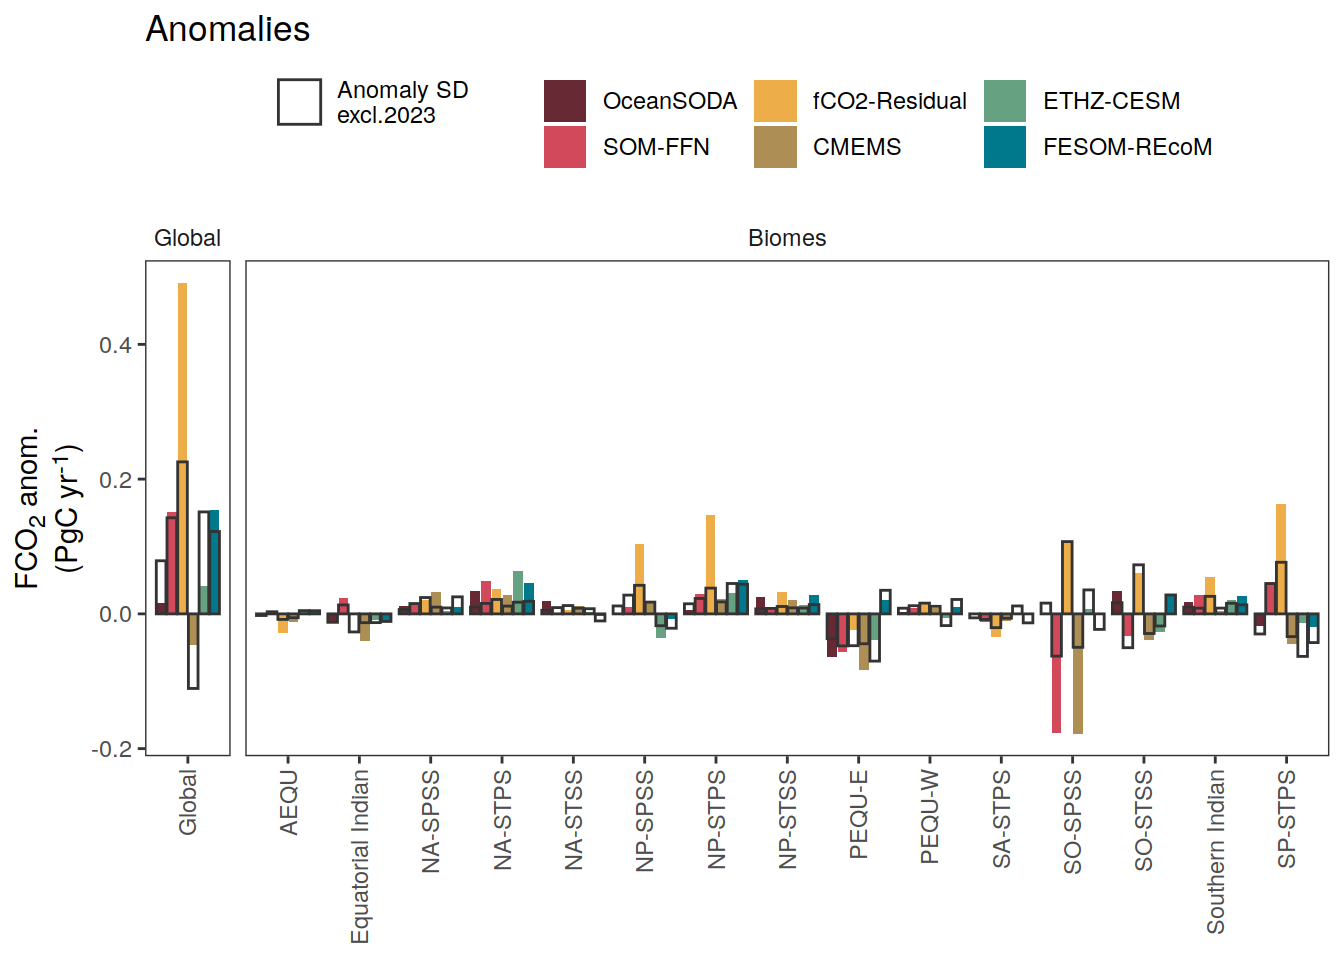 Anomalies
Anomaly SD
excl.2023
OceanSODA
fCO2-Residual
ETHZ-CESM
SOM-FFN
CMEMS
FESOM-REcoM
Global
Biomes
FCO₂ anom.
(PgC yr⁻¹)
0.4
0.2
0.0
-0.2
Global
AEQU
Equatorial Indian
NA-SPSS
NA-STPS
NA-STSS
NP-SPSS
NP-STPS
NP-STSS
PEQU-E
PEQU-W
SA-STPS
SO-SPSS
SO-STSS
Southern Indian
SP-STPS